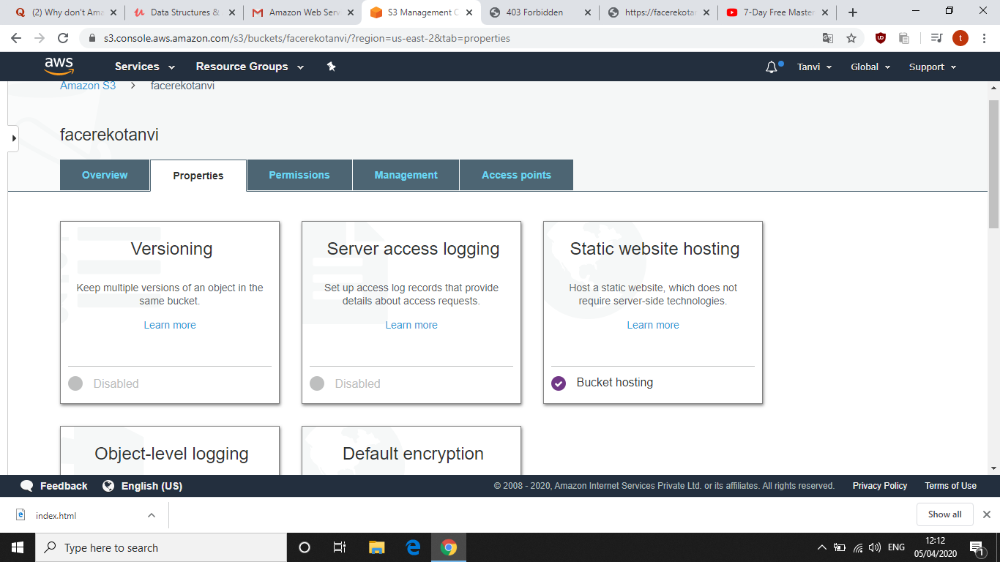 (2) Why don't Ama
Data Structures &
Amazon Web Serv
S3 Management C
403 Forbidden
https://facerekotan
7-Day Free Master
s3.console.aws.amazon.com/s3/buckets/facerekotanvi/?region=us-east-2&tab=properties
t
aws
Services
Resource Groups
Tanvi
Global
Support
Amazon S3 > facerekotanvi
facerekotanvi
Overview
Properties
Permissions
Management
Access points
Versioning
Keep multiple versions of an object in the
same bucket.
Learn more
Disabled
Server access logging
Set up access log records that provide
details about access requests.
Learn more
Disabled
Static website hosting
Host a static website, which does not
require server-side technologies.
Learn more
Bucket hosting
Object-level logging
Default encryption
Feedback
English (US)
© 2008 - 2020, Amazon Internet Services Private Ltd. or its affiliates. All rights reserved.
Privacy Policy
Terms of Use
index.html
Show all
Type here to search
ENG
12:12
05/04/2020
1